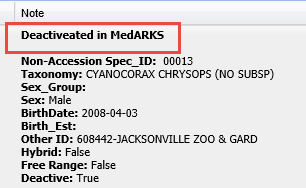 Note
Deactiveated in MedARKS
Non-Accession Spec_ID: 00013
Taxonomy: CYANOCORAX CHRYSOPS (NO SUBSP)
Sex_Group:
Sex: Male
BirthDate: 2008-04-03
Birth_Est:
Other ID: 608442-JACKSONVILLE ZOO & GARD
Hybrid: False
Free Range: False
Deactive: True